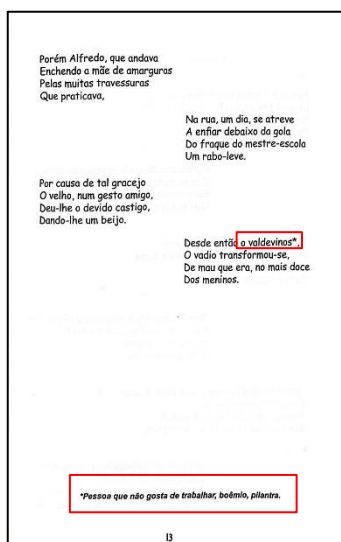 Porém Alfredo, que andava
Enchendo a mãe de amarguras
Pelas muitas travessuras
Que praticava,
Na rua, um dia, se atreve
A enfiar debaixo da gola
Do fraque do mestre-escola
Um rabo-leve.
Por causa de tal gracejo
O velho, num gesto amigo,
Deu-lhe o devido castigo,
Dando-lhe um beijo.
Desde então o valdevinos*,
O vadio transformou-se,
De mau que era, no mais doce
Dos meninos.
*Pessoa que não gosta de trabalhar, boêmio, pilantra.
13